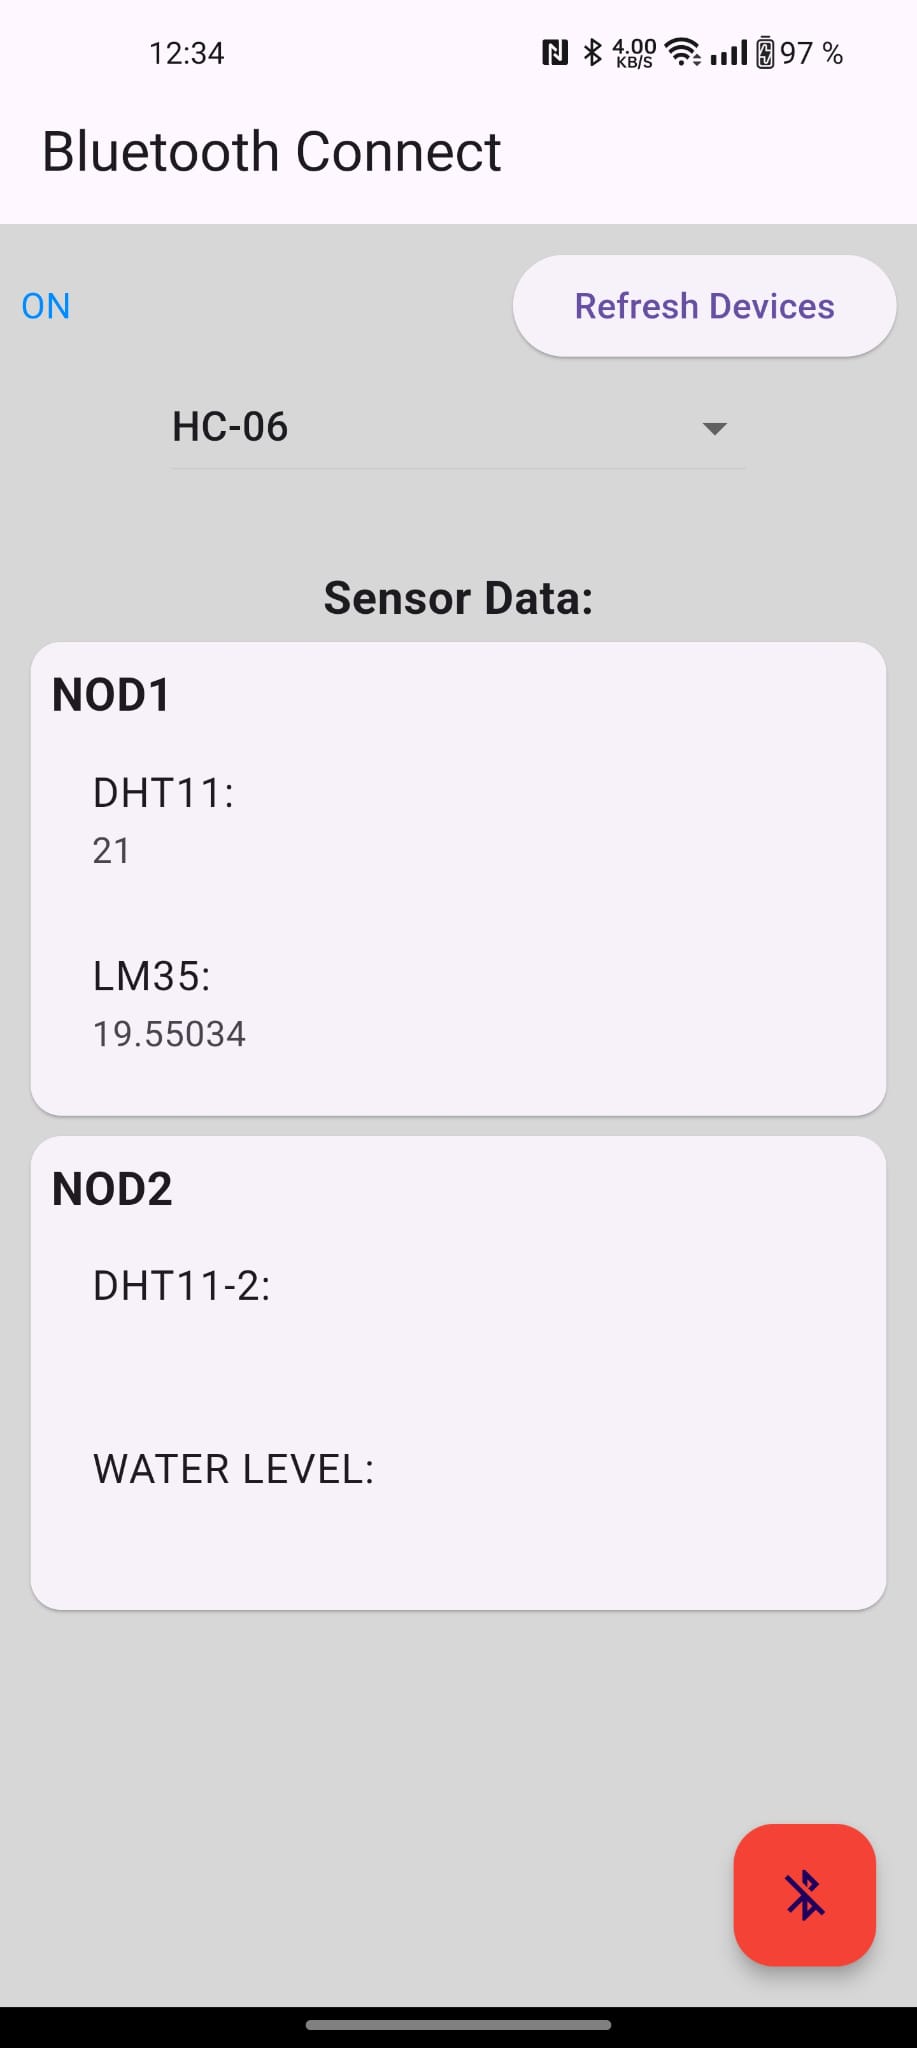 12:34
4.00
KB/S
97 %
Bluetooth Connect
ON
Refresh Devices
HC-06
Sensor Data:
NOD1
DHT11:
21
LM35:
19.55034
NOD2
DHT11-2:
WATER LEVEL: